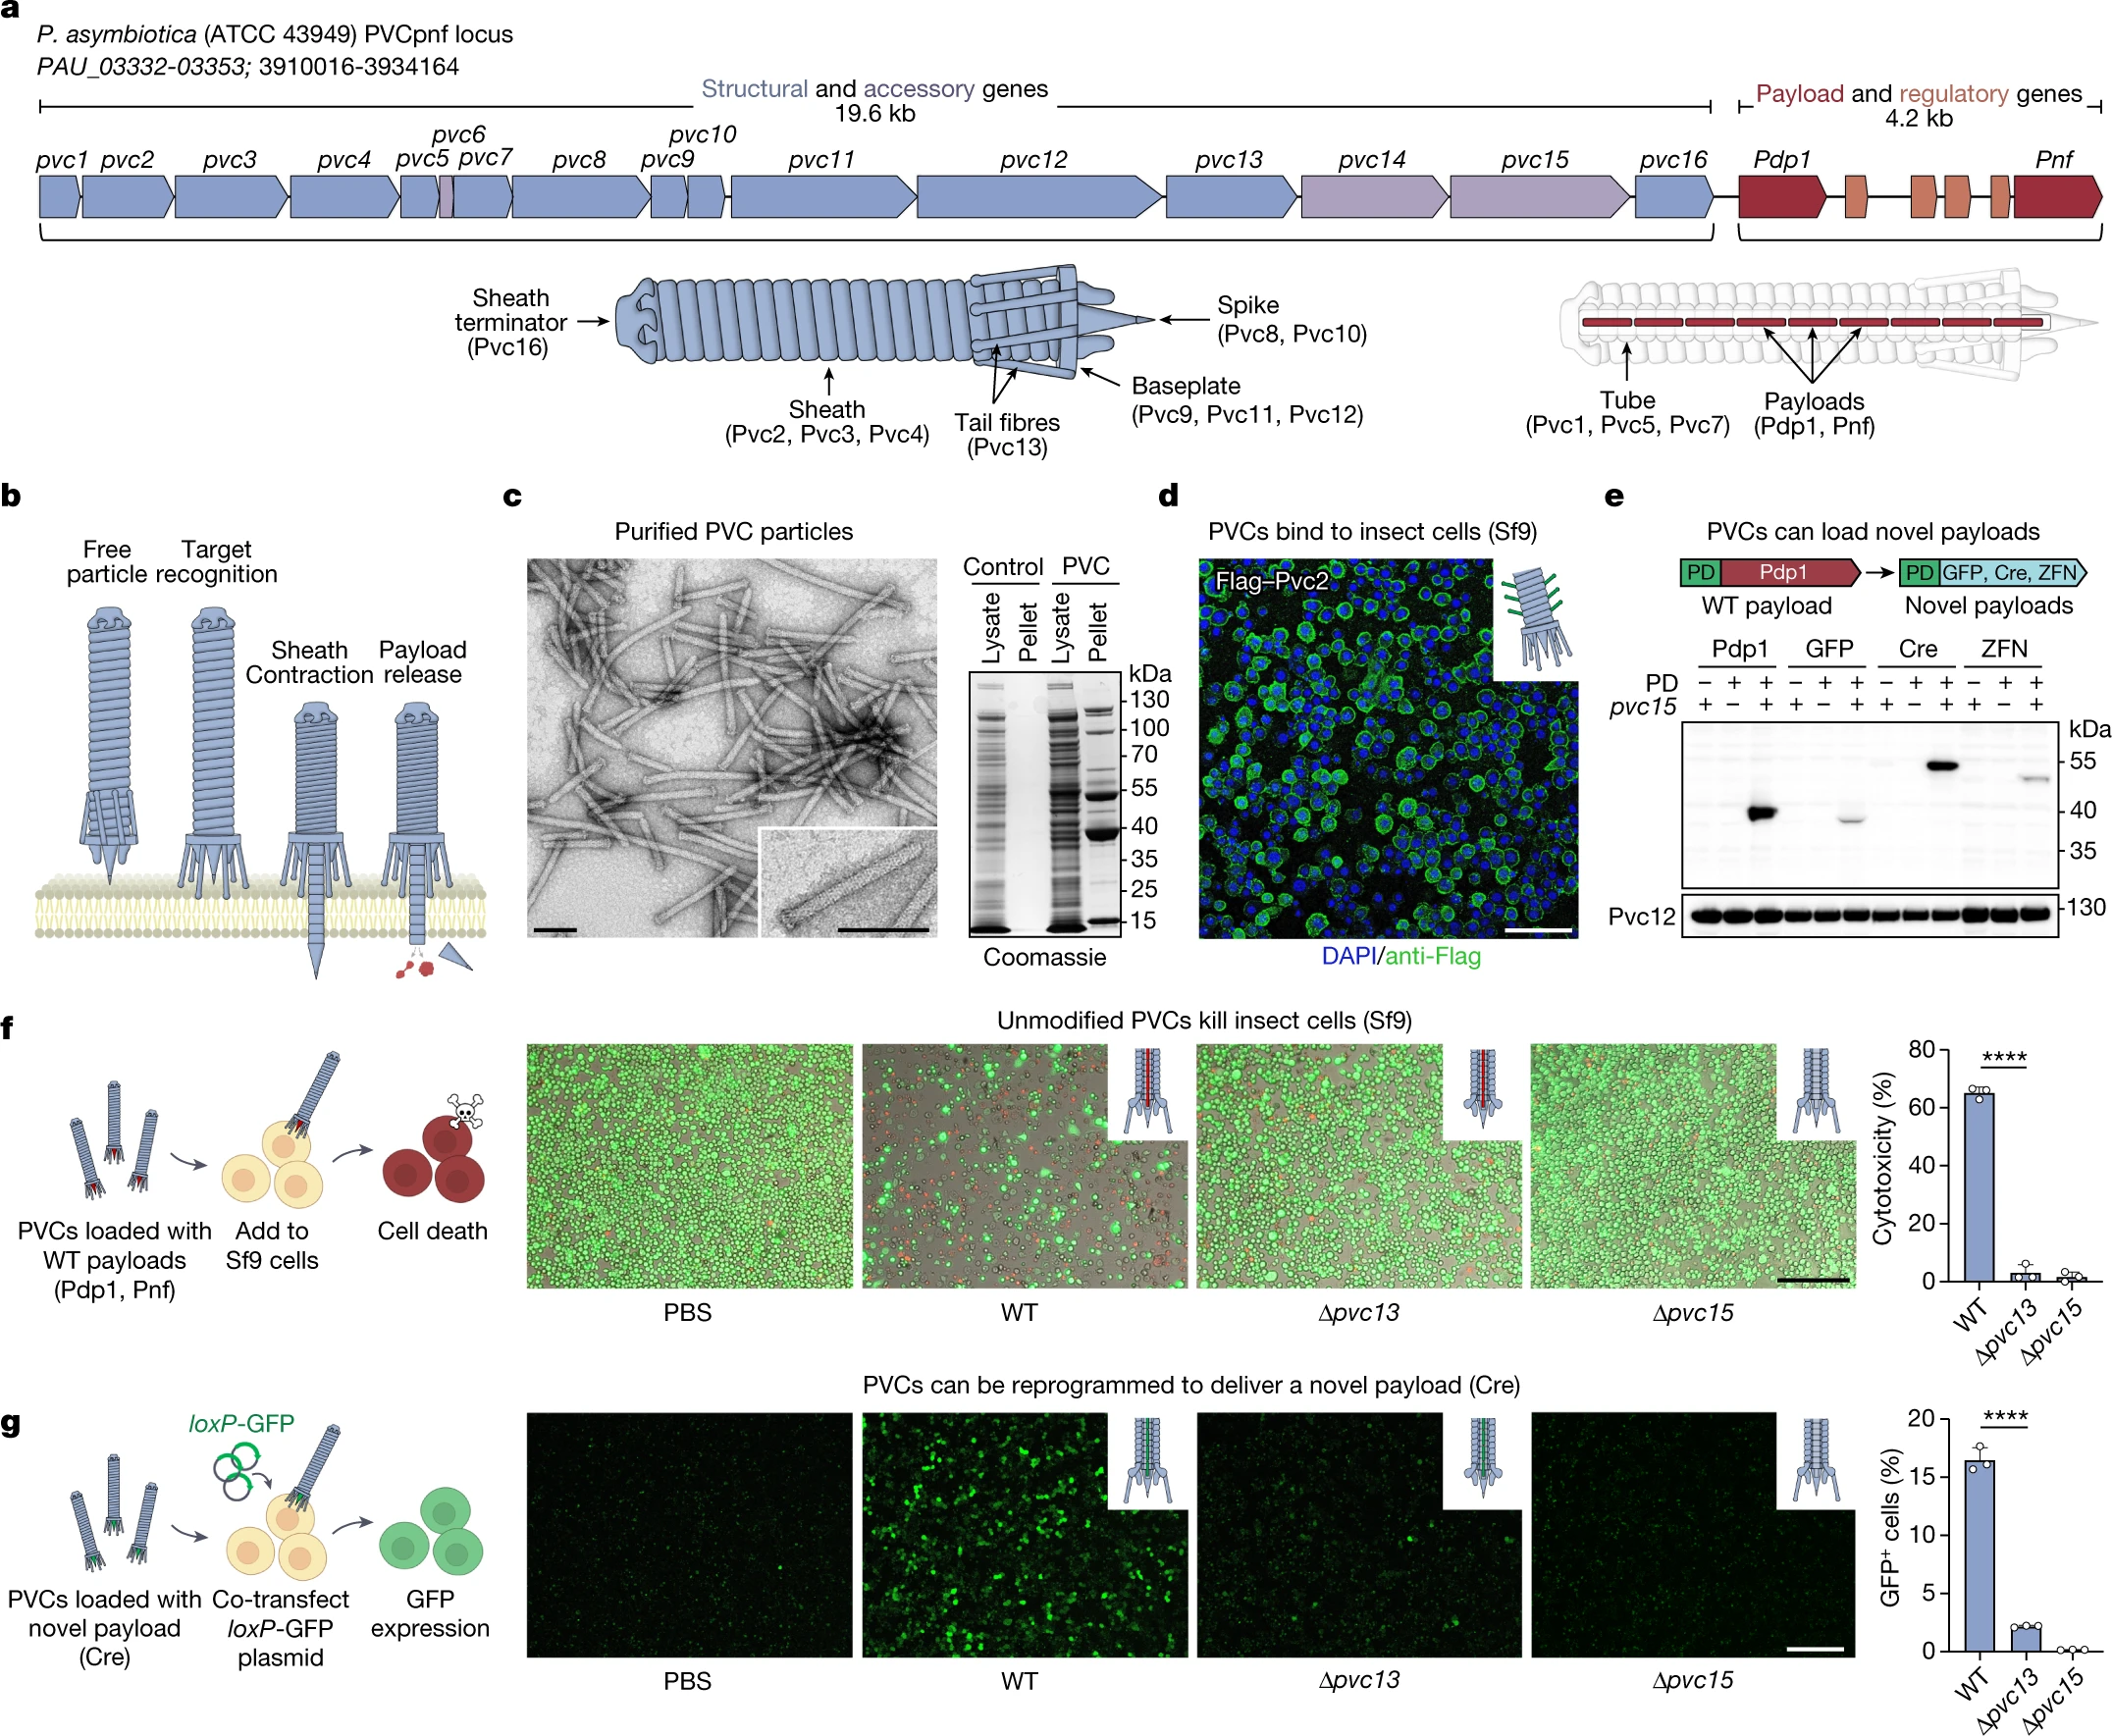 a
P. asymbiotica (ATCC 43949) PVCpnf locus
PAU_03332-03353; 3910016-3934164
Structural and accessory genes
19.6 kb
Payload and regulatory genes
4.2 kb
pvc1 pvc2 pvc3 pvc4 pvc5 pvc6 pvc7 pvc8 pvc9 pvc10 pvc11 pvc12 pvc13 pvc14 pvc15 pvc16 Pdp1 Pnf
Sheath
terminator
(Pvc16)
Sheath
(Pvc2, Pvc3, Pvc4)
Tail fibres
(Pvc13)
Spike
(Pvc8, Pvc10)
Baseplate
(Pvc9, Pvc11, Pvc12)
Tube
(Pvc1, Pvc5, Pvc7)
Payloads
(Pdp1, Pnf)
b
Free
particle
Target
recognition
Sheath
Contraction
Payload
release
c
Purified PVC particles
Control PVC
Lysate Pellet Lysate Pellet
kDa
130
100
70
55
40
35
25
15
Coomassie
d
PVCs bind to insect cells (Sf9)
Flag–Pvc2
DAPI/anti-Flag
e
PVCs can load novel payloads
PD Pdp1
PD GFP, Cre, ZFN
WT payload
Novel payloads
Pdp1 GFP Cre ZFN
PD – + + – + + – + + – + +
pvc15 + – + + – + + – + + – +
kDa
55
40
35
Pvc12
130
f
Unmodified PVCs kill insect cells (Sf9)
PVCs loaded with
WT payloads
(Pdp1, Pnf)
Add to
Sf9 cells
Cell death
PBS
WT
Δpvc13
Δpvc15
Cytotoxicity (%)
80
60
40
20
0
****
WT
Δpvc13
Δpvc15
g
PVCs can be reprogrammed to deliver a novel payload (Cre)
loxP-GFP
PVCs loaded with
novel payload
(Cre)
Co-transfect
loxP-GFP
plasmid
GFP
expression
PBS
WT
Δpvc13
Δpvc15
GFP+ cells (%)
20
15
10
5
0
****
WT
Δpvc13
Δpvc15